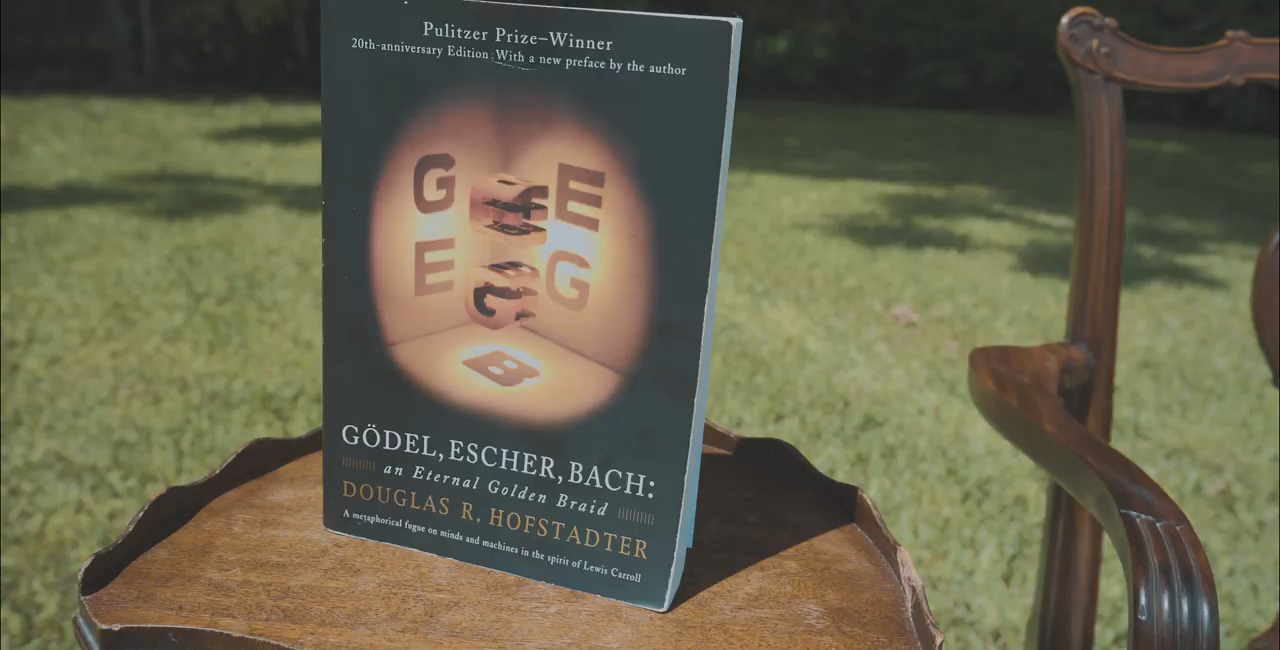 Pulitzer Prize–Winner
20th-anniversary Edition : With a new preface by the author
G E
E G
B
GÖDEL, ESCHER, BACH:
an Eternal Golden Braid
DOUGLAS R. HOFSTADTER
A metaphorical fugue on minds and machines in the spirit of Lewis Carroll